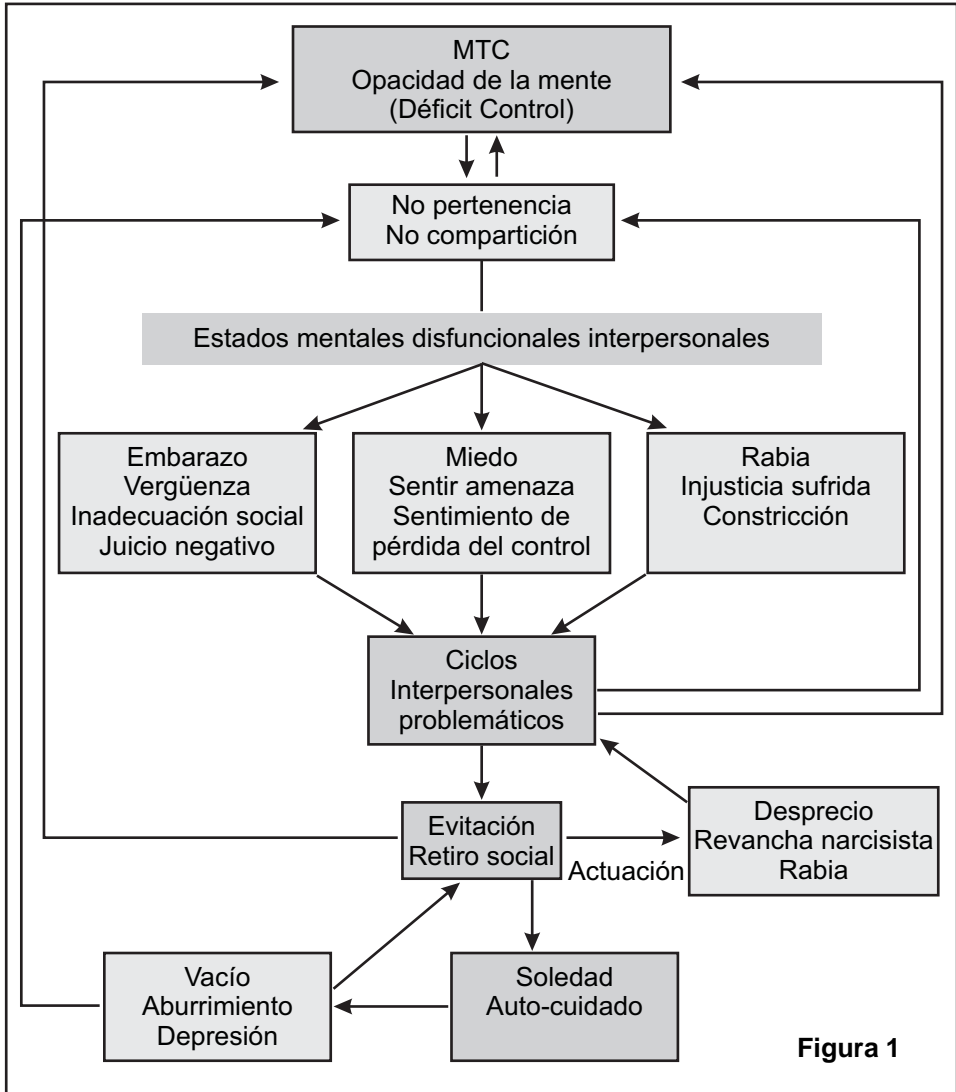 MTC
Opacidad de la mente
(Déficit Control)
No pertenencia
No compartición
Estados mentales disfuncionales interpersonales
Embarazo
Vergüenza
Inadecuación social
Juicio negativo
Miedo
Sentir amenaza
Sentimiento de
pérdida del control
Rabia
Injusticia sufrida
Constricción
Ciclos
Interpersonales
problemáticos
Evitación
Retiro social
Actuación
Desprecio
Revancha narcisista
Rabia
Vacío
Aburrimiento
Depresión
Soledad
Auto-cuidado
Figura 1